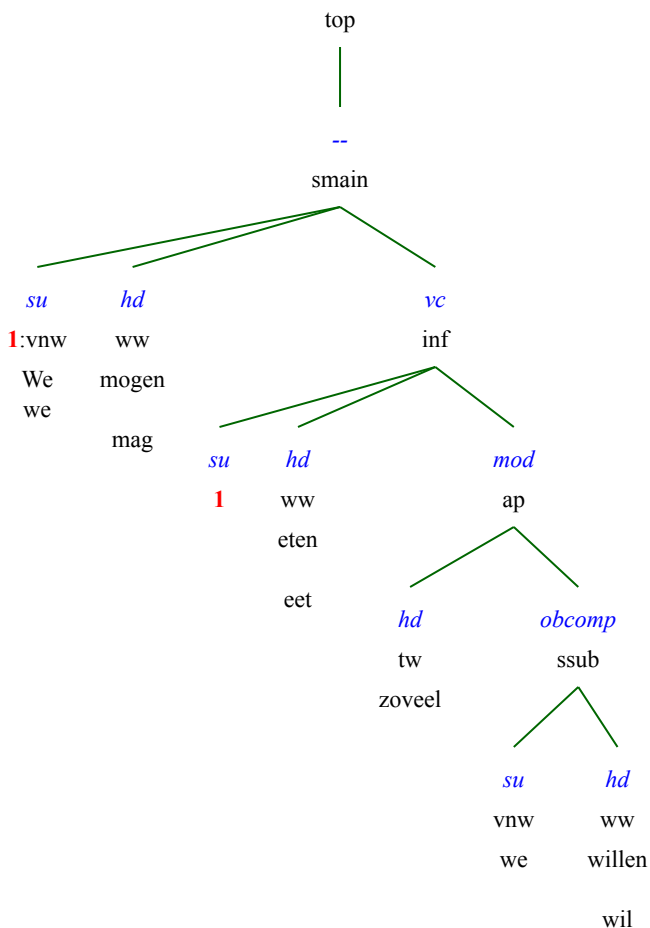 top
--
smain
su hd vc
1:vnw ww inf
We mogen
we
mag
su hd mod
1 ww ap
eten
eet
hd obcomp
tw ssub
zoveel
su hd
vnw ww
we willen
wil